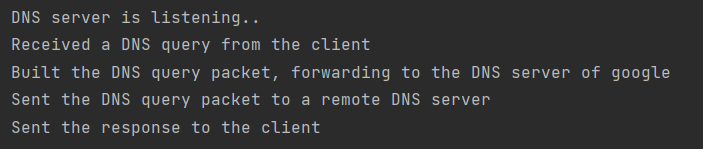 DNS server is listening..
Received a DNS query from the client
Built the DNS query packet, forwarding to the DNS server of google
Sent the DNS query packet to a remote DNS server
Sent the response to the client